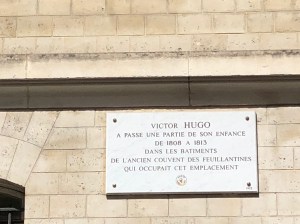 VICTOR HUGO
A PASSE UNE PARTIE DE SON ENFANCE
DE 1808 A 1813
DANS LES BATIMENTS
DE L'ANCIEN COUVENT DES FEUILLANTINES
QUI OCCUPAIT CET EMPLACEMENT